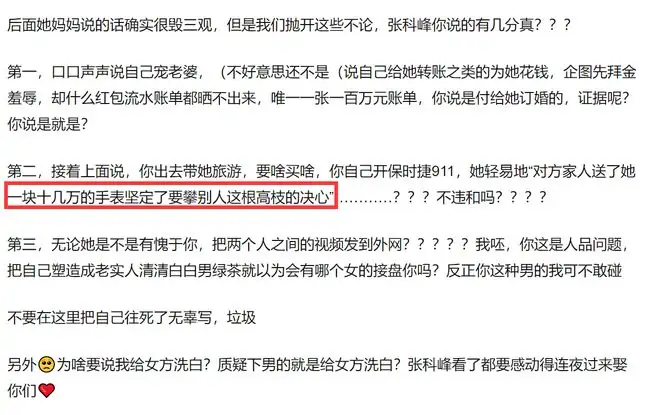 后面她妈妈说的话确实很毁三观，但是我们抛开这些不论，张科峰你说的有几分真？？？
第一，口口声声说自己宠老婆，（不好意思还不是（说自己给她转账之类的为她花钱，企图先拜金
羞辱，却什么红包流水账单都晒不出来，唯一一张一百万元账单，你说是付给她订婚的，证据呢？
你说是就是？
第二，接着上面说，你出去带她旅游，要啥买啥，你自己开保时捷911，她轻易地“对方家人送了她
一块十几万的手表坚定了要攀别人这根高枝的决心” ...........？？？不违和吗？？？？
第三，无论她是不是有愧于你，把两个人之间的视频发到外网？？？？？我呸，你这是人品问题，
把自己塑造成老实人清清白白男绿茶就以为会有哪个女的接盘你吗？反正你这种男的我可不敢碰
不要在这里把自己往死了无辜写，垃圾
另外🥺为啥要说我给女方洗白？质疑下男的就是给女方洗白？张科峰看了都要感动得连夜过来娶
你们❤️